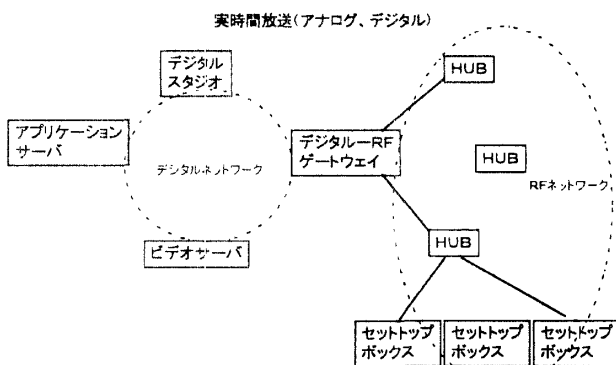 実時間放送(アナログ、デジタル)
デジタル
スタジオ
HUB
アプリケーション
サーバ
デジタルーRF
ゲートウェイ
デジタルネットワーク
HUB
RFネットワーク
HUB
ビデオサーバ
セットトップ
ボックス
セットトップ
ボックス
セットトップ
ボックス